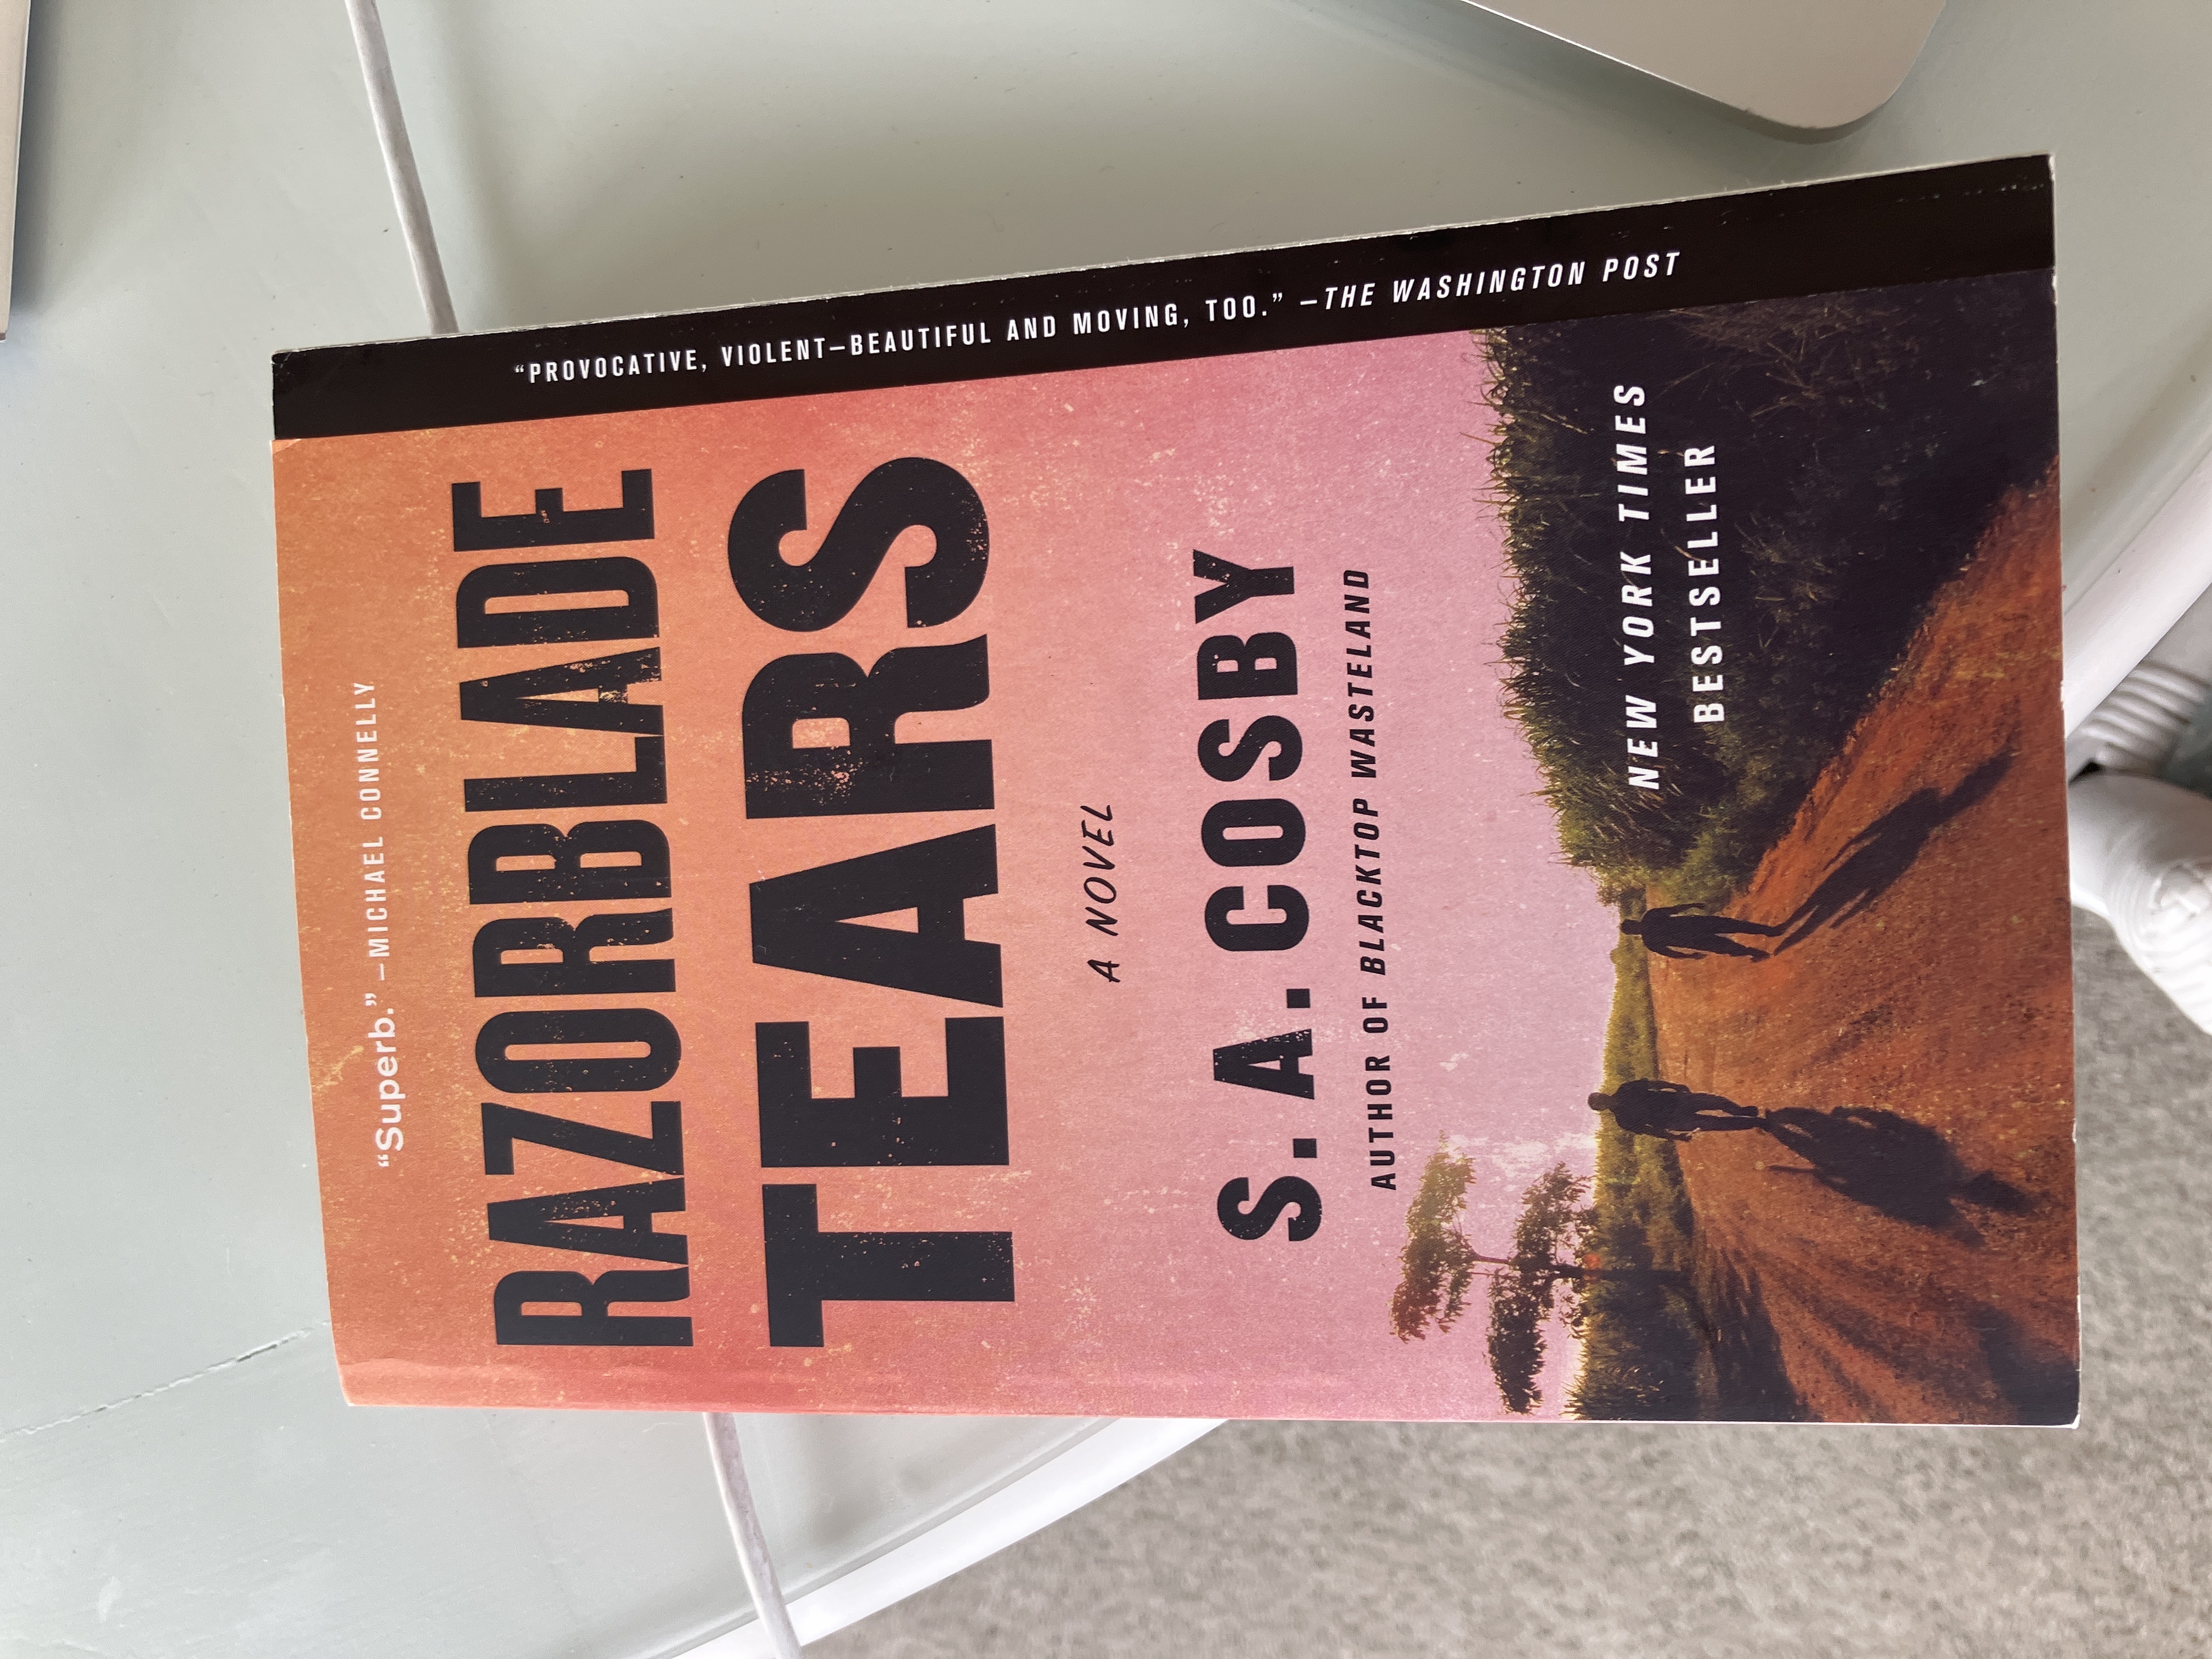 “Superb.” –MICHAEL CONNELLY
RAZORBLADE
TEARS
A NOVEL
S. A. COSBY
AUTHOR OF BLACKTOP WASTELAND
NEW YORK TIMES
BESTSELLER
“PROVOCATIVE, VIOLENT–BEAUTIFUL AND MOVING, TOO.” –THE WASHINGTON POST